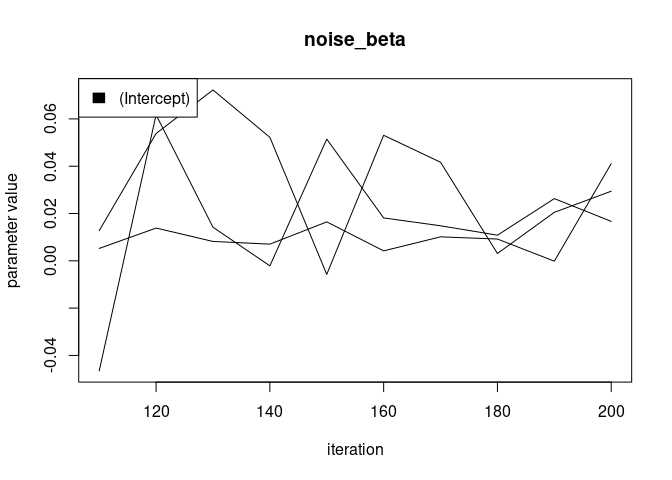 noise_beta
(Intercept)
parameter value
0.06
0.04
0.02
0.00
-0.04
120 140 160 180 200
iteration